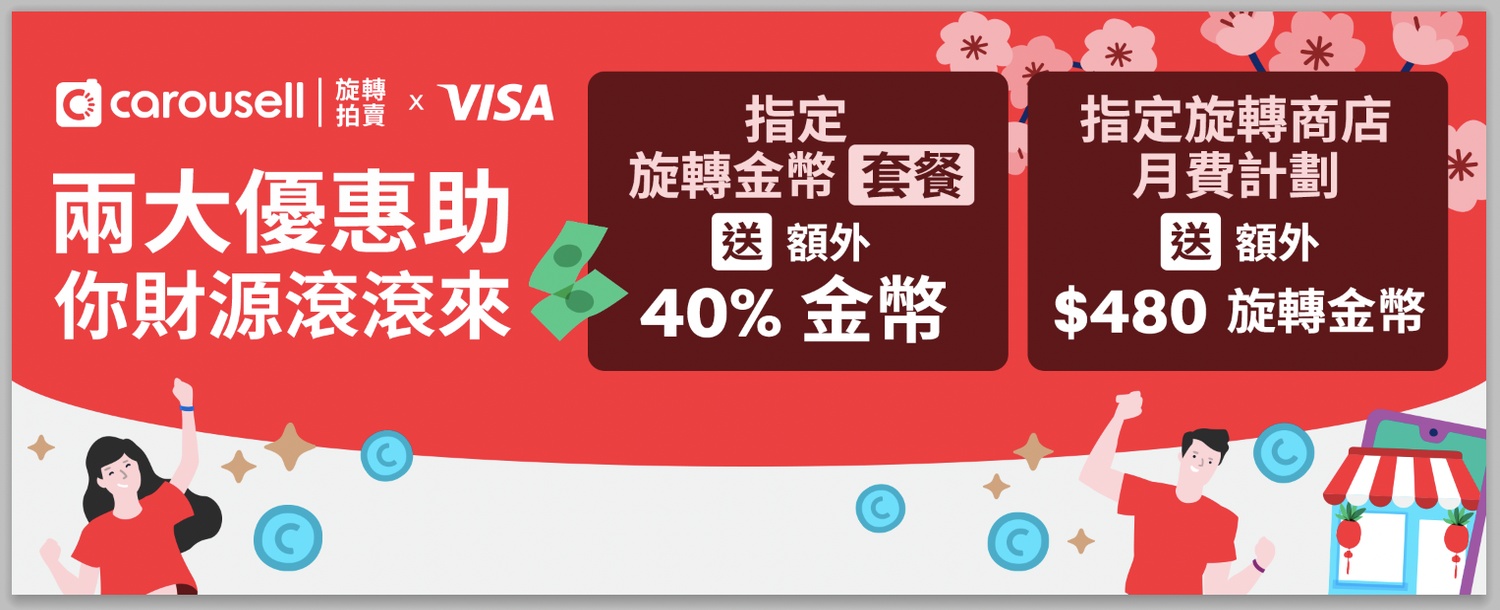 carousell | 旋轉拍賣 x VISA
兩大優惠助
你財源滾滾來
指定
旋轉金幣 套餐
送 額外
40% 金幣
指定旋轉商店
月費計劃
送 額外
$480 旋轉金幣